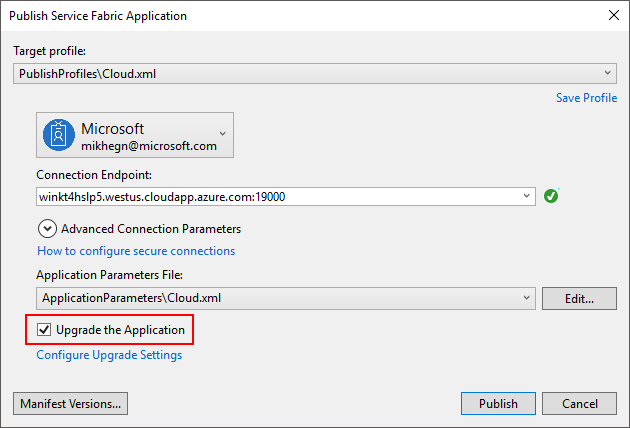 Publish Service Fabric Application
Target profile:
PublishProfiles\Cloud.xml
Save Profile
Microsoft
mikhegn@microsoft.com
Connection Endpoint:
winkt4hslp5.westus.cloudapp.azure.com:19000
Advanced Connection Parameters
How to configure secure connections
Application Parameters File:
ApplicationParameters\Cloud.xml
Edit...
Upgrade the Application
Configure Upgrade Settings
Manifest Versions...
Publish
Cancel